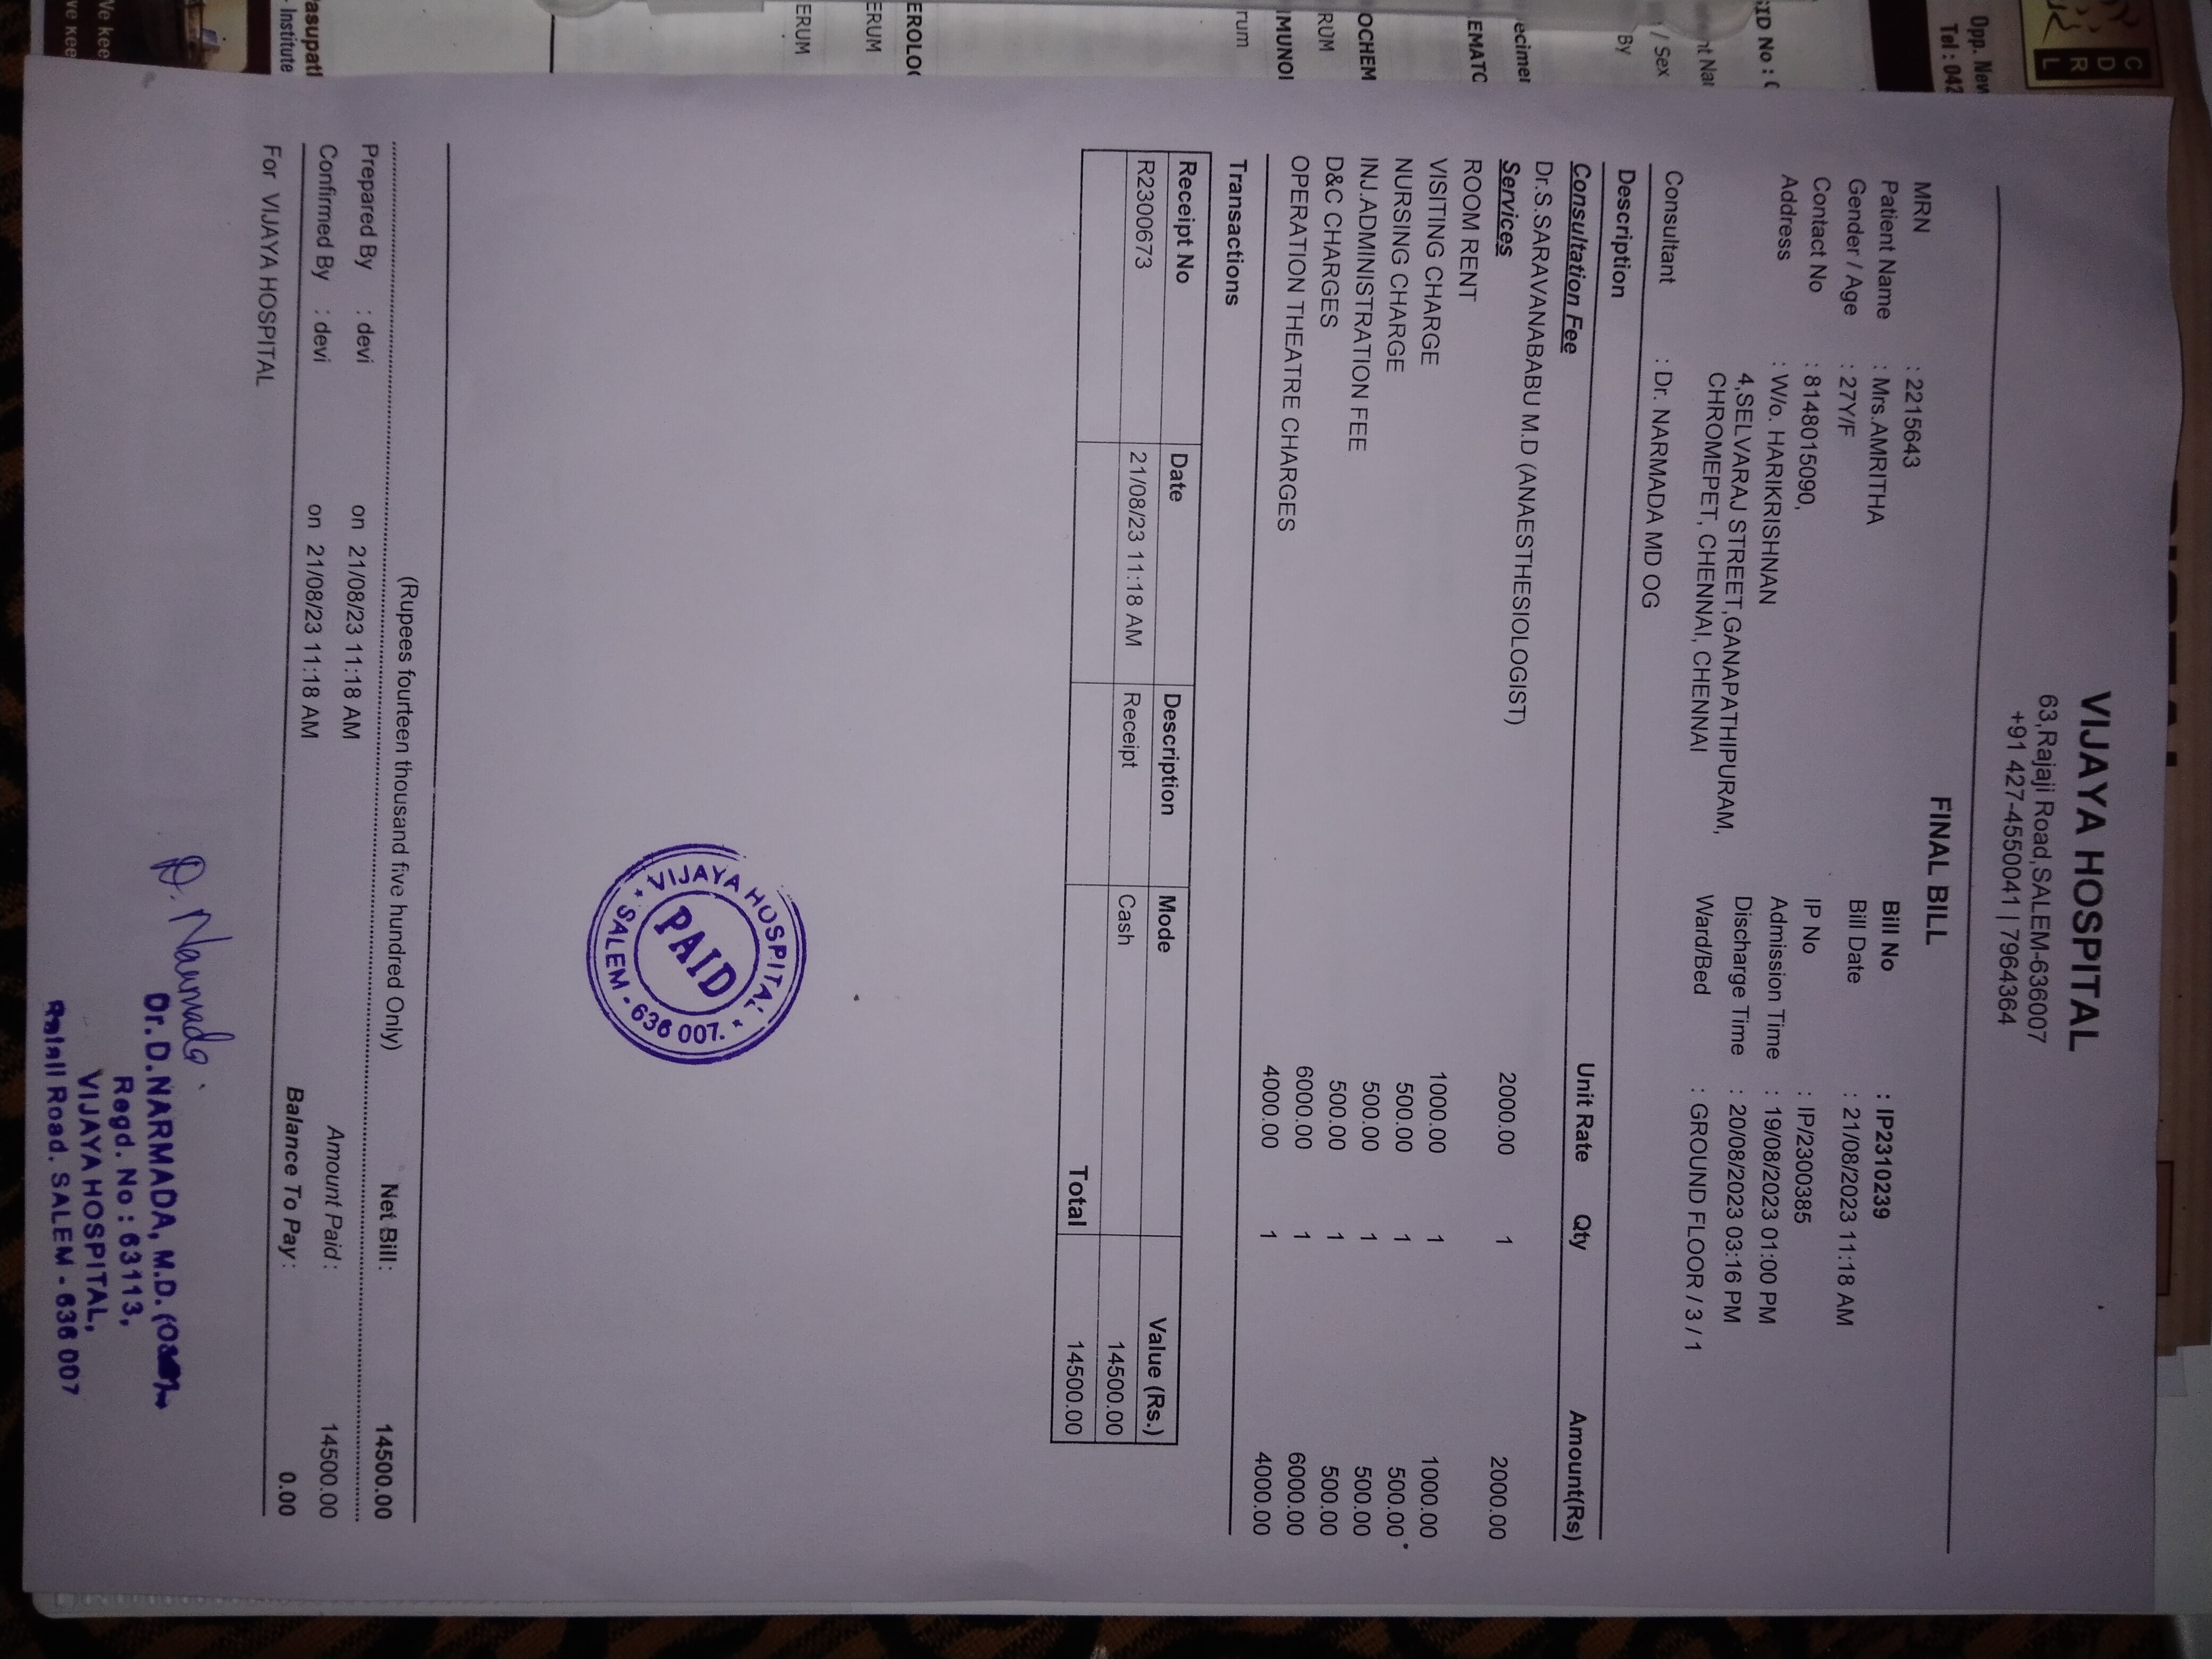 VIJAYA HOSPITAL
63,Rajaji Road,SALEM-636007
+91 427-4550041 | 7964364
FINAL BILL
MRN : 2215643 Bill No : IP2310239
Patient Name : Mrs.AMRITHA Bill Date : 21/08/2023 11:18 AM
Gender / Age : 27Y/F IP No : IP/2300385
Contact No : 8148015090, Admission Time : 19/08/2023 01:00 PM
Address : W/o. HARIKRISHNAN Discharge Time : 20/08/2023 03:16 PM
4,SELVARAJ STREET,GANAPATHIPURAM, Ward/Bed : GROUND FLOOR / 3 / 1
CHROMEPET, CHENNAI, CHENNAI
Consultant : Dr. NARMADA MD OG
Description Unit Rate Qty Amount(Rs)
Consultation Fee
Dr.S.SARAVANABABU M.D (ANAESTHESIOLOGIST) 2000.00 1 2000.00
Services
ROOM RENT 1000.00 1 1000.00
VISITING CHARGE 500.00 1 500.00
NURSING CHARGE 500.00 1 500.00
INJ.ADMINISTRATION FEE 500.00 1 500.00
D&C CHARGES 6000.00 1 6000.00
OPERATION THEATRE CHARGES 4000.00 1 4000.00
Transactions
Receipt No Date Description Mode Value (Rs.)
R2300673 21/08/23 11:18 AM Receipt Cash 14500.00
Total 14500.00
VIJAYA HOSPITAL
PAID
SALEM - 636 007.
Net Bill : 14500.00
(Rupees fourteen thousand five hundred Only)
Prepared By : devi on 21/08/23 11:18 AM Amount Paid : 14500.00
Confirmed By : devi on 21/08/23 11:18 AM Balance To Pay : 0.00
For VIJAYA HOSPITAL
D. Narmada.
Dr. D. NARMADA, M.D.
Regd. No : 63113,
VIJAYA HOSPITAL,
Road, SALEM - 636 007
C
D
R
L
Opp. New
Tel : 042